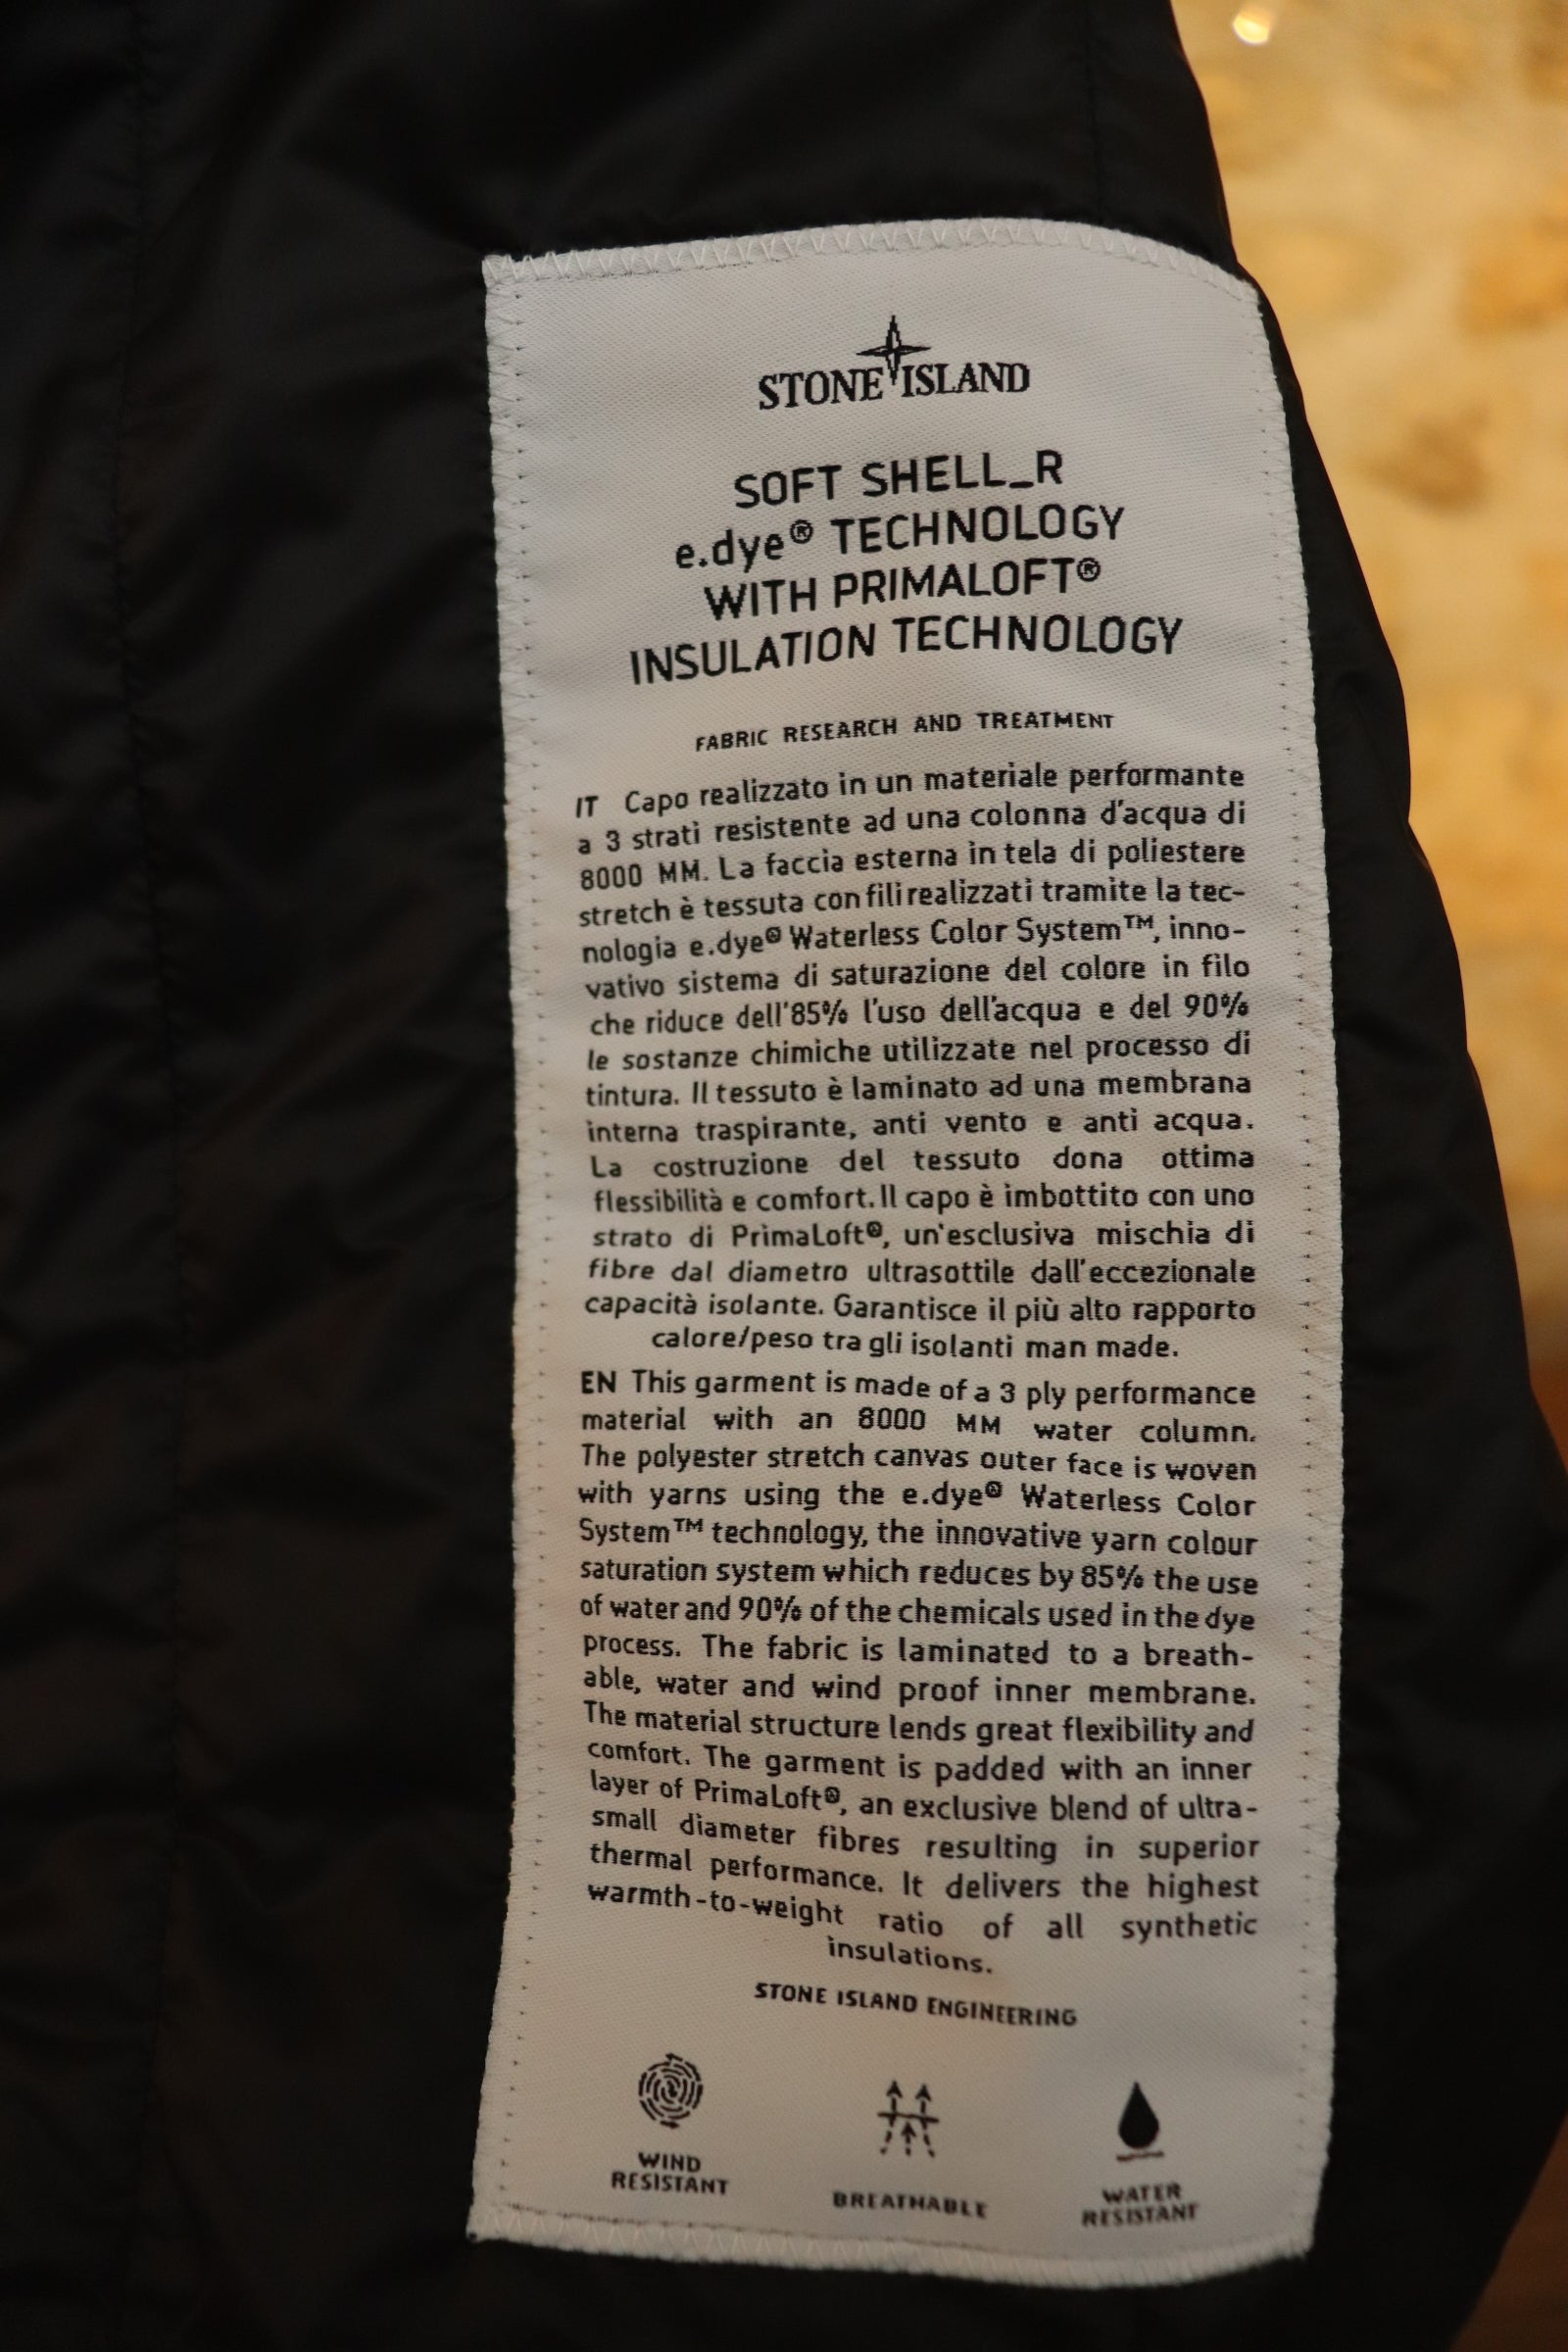 STONE ISLAND
SOFT SHELL_R
e.dye® TECHNOLOGY
WITH PRIMALOFT®
INSULATION TECHNOLOGY
FABRIC RESEARCH AND TREATMENT
IT Capo realizzato in un materiale performante
a 3 strati resistente ad una colonna d'acqua di
8000 MM. La faccia esterna in tela di poliestere
stretch è tessuta con fili realizzati tramite la tec-
nologia e.dye® Waterless Color System™, inno-
vativo sistema di saturazione del colore in filo
che riduce dell'85% l'uso dell'acqua e del 90%
le sostanze chimiche utilizzate nel processo di
tintura. Il tessuto è laminato ad una membrana
interna traspirante, anti vento e anti acqua.
La costruzione del tessuto dona ottima
flessibilità e comfort. Il capo è imbottito con uno
strato di PrimaLoft®, un'esclusiva mischia di
fibre dal diametro ultrasottile dall'eccezionale
capacità isolante. Garantisce il più alto rapporto
calore/peso tra gli isolanti man made.
EN This garment is made of a 3 ply performance
material with an 8000 MM water column.
The polyester stretch canvas outer face is woven
with yarns using the e.dye® Waterless Color
System™ technology, the innovative yarn colour
saturation system which reduces by 85% the use
of water and 90% of the chemicals used in the dye
process. The fabric is laminated to a breath-
able, water and wind proof inner membrane.
The material structure lends great flexibility and
comfort. The garment is padded with an inner
layer of PrimaLoft®, an exclusive blend of ultra-
small diameter fibres resulting in superior
thermal performance. It delivers the highest
warmth-to-weight ratio of all synthetic
insulations.
STONE ISLAND ENGINEERING
WIND
RESISTANT
BREATHABLE
WATER
RESISTANT